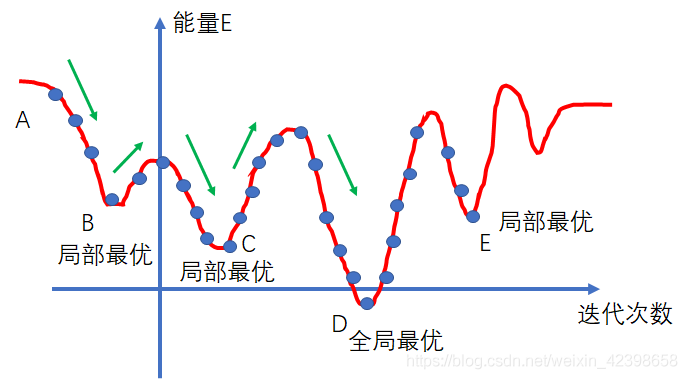 能量E
A
B
局部最优
C
局部最优
E
局部最优
D
全局最优
迭代次数
https://blog.csdn.net/weixin_42398658